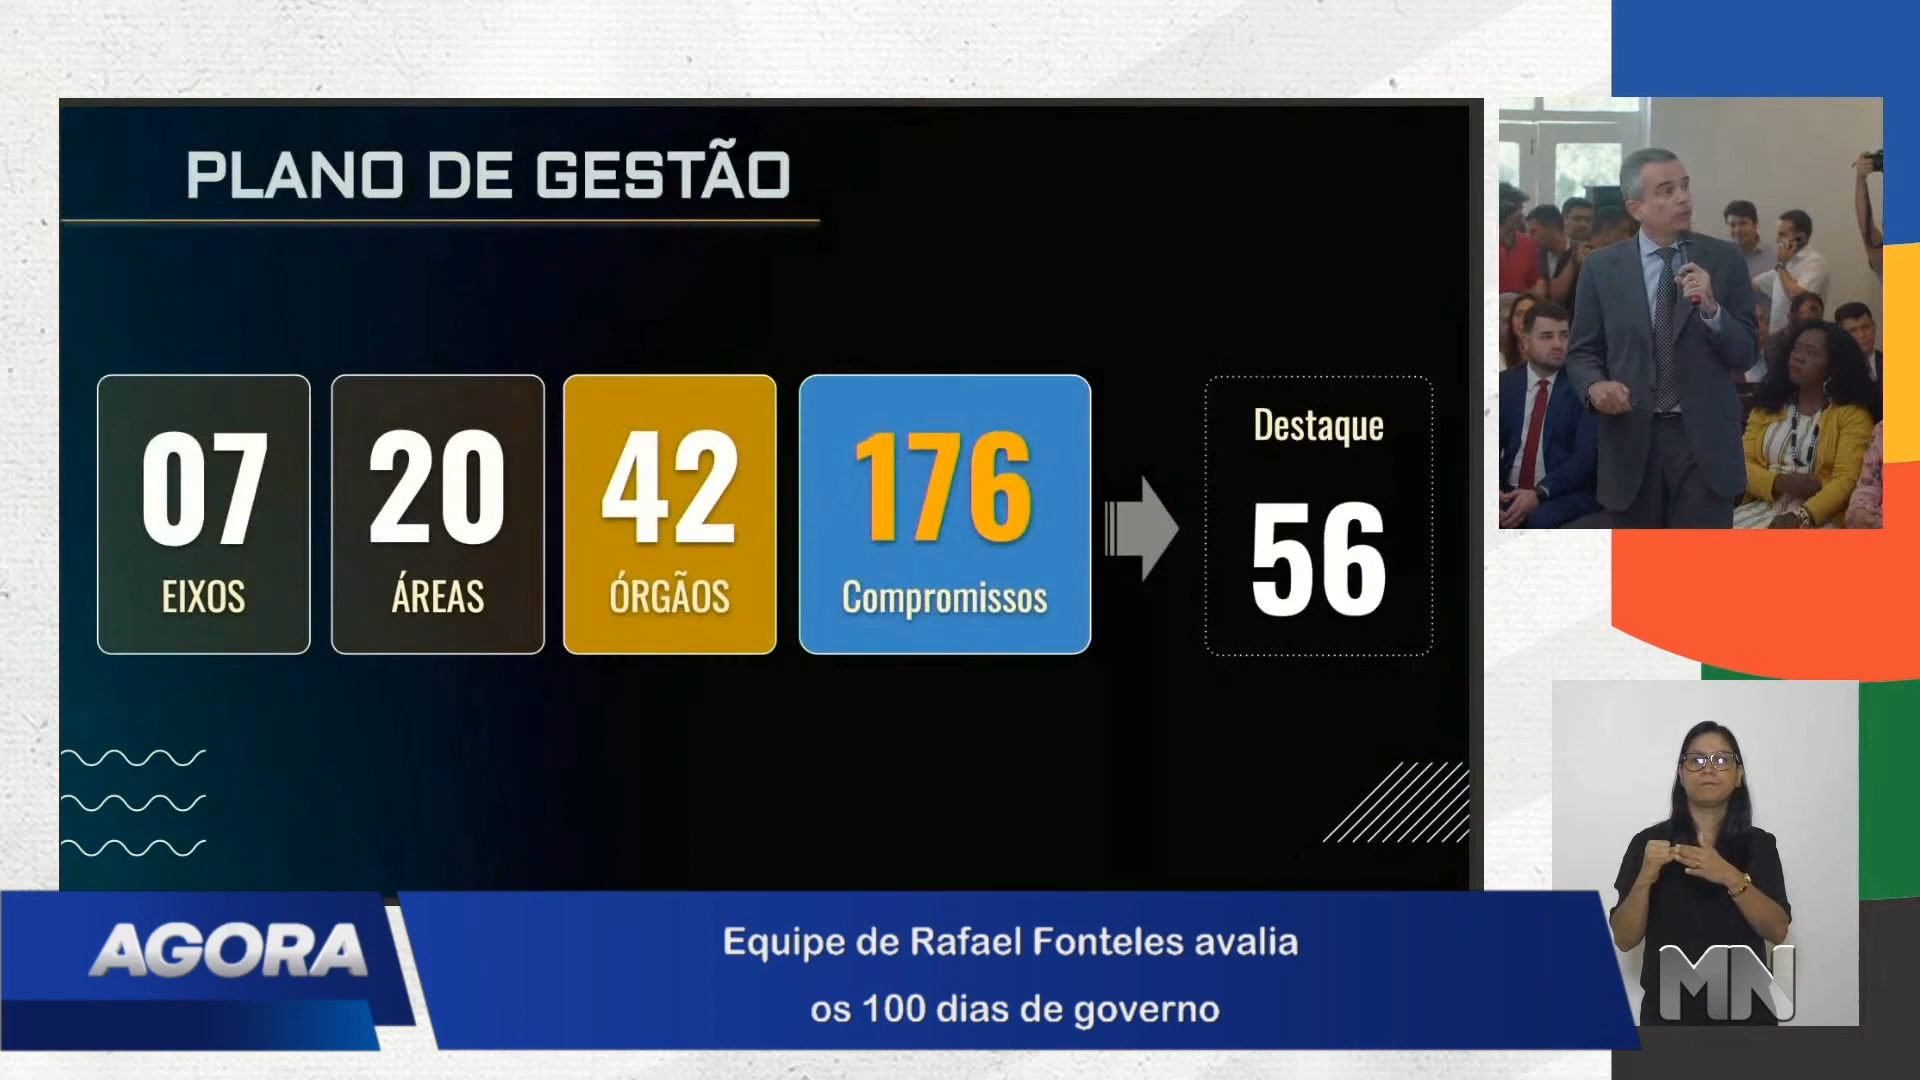 PLANO DE GESTÃO
07
EIXOS
20
ÁREAS
42
ÓRGÃOS
176
Compromissos
Destaque
56
AGORA
Equipe de Rafael Fonteles avalia
os 100 dias de governo
MN